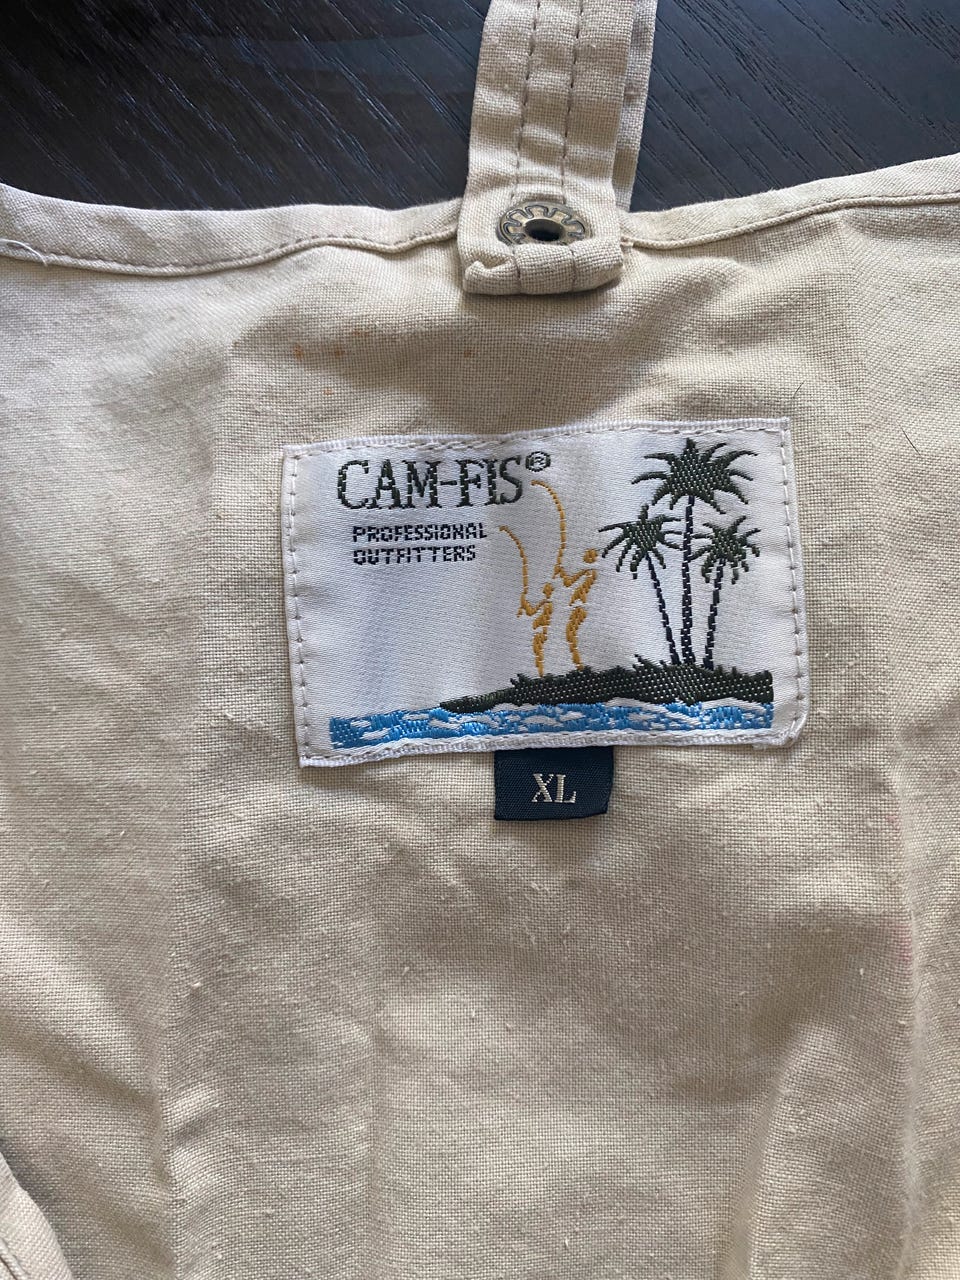 CAM-FIS®
PROFESSIONAL
OUTFITTERS
XL